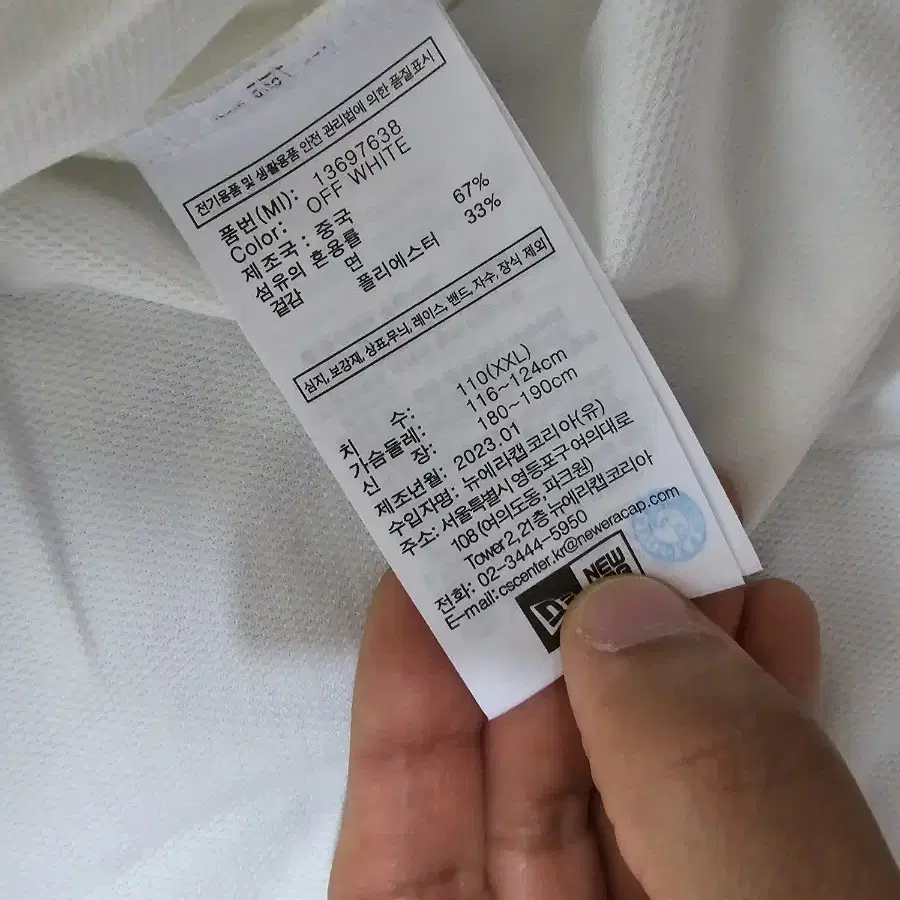 전기용품 및 생활용품 안전 관리법에 의한 품질표시
품번(MI): 13697638
Color: OFF WHITE
제조국 : 중국
섬유의 혼용률
겉감 면 67%
폴리에스터 33%
심지, 보강재, 상표,무늬, 레이스, 밴드, 자수, 장식 제외
치 수: 110(XXL)
가슴둘레: 116~124cm
신 장: 180~190cm
제조년월: 2023.01
수입자명: 뉴에라캡코리아(유)
주소: 서울특별시 영등포구 여의대로
108 (여의도동, 파크원)
Tower2, 21층 뉴에라캡코리아
전화: 02-3444-5950
E-mail: cscenter.kr@neweracap.com
NEW